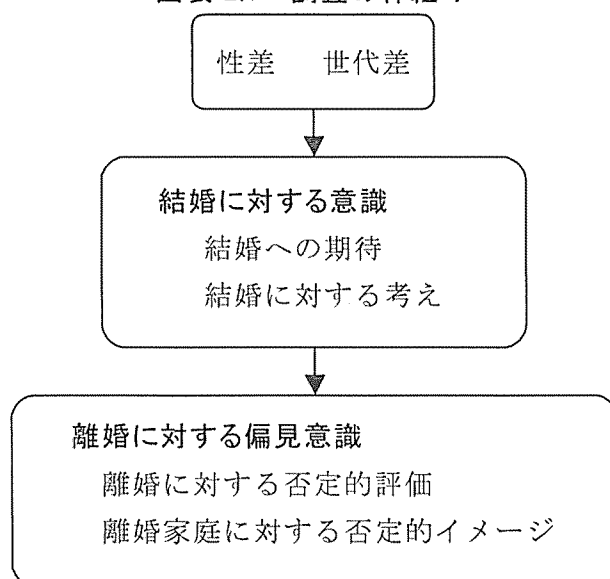 性差 世代差
結婚に対する意識
結婚への期待
結婚に対する考え
離婚に対する偏見意識
離婚に対する否定的評価
離婚家庭に対する否定的イメージ